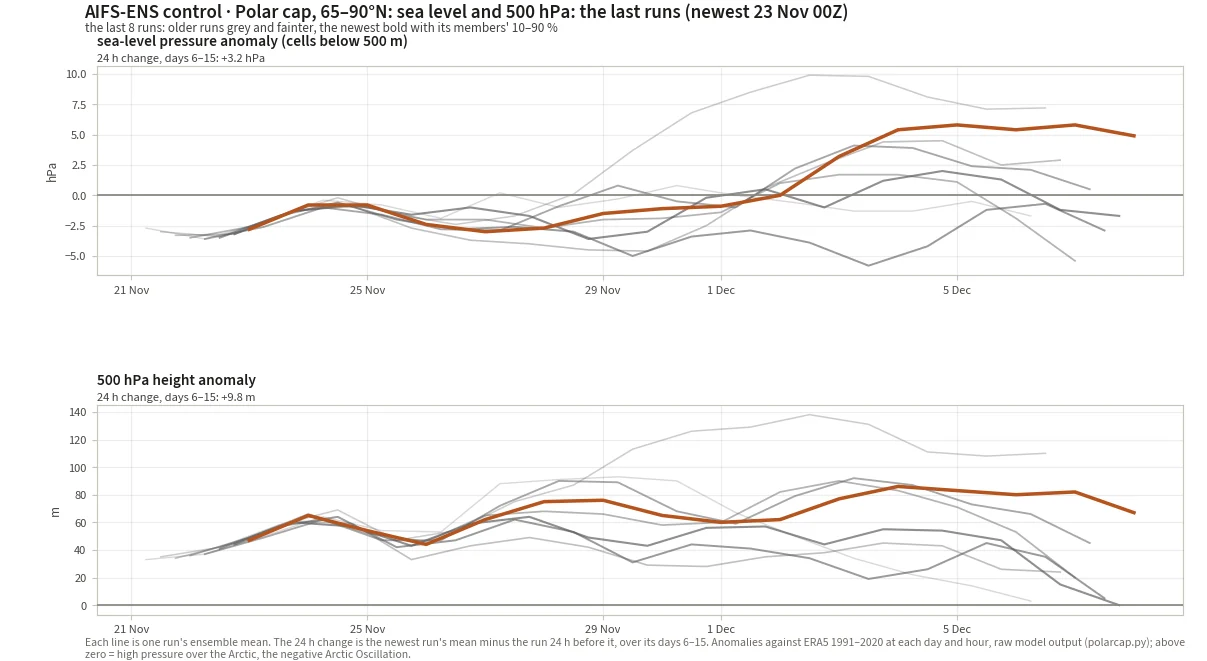 AIFS-ENS control · Polar cap, 65–90°N: sea level and 500 hPa: the last runs (newest 23 Nov 00Z)
the last 8 runs: older runs grey and fainter, the newest bold with its members' 10–90 %
sea-level pressure anomaly (cells below 500 m)
24 h change, days 6–15: +3.2 hPa
10.0
7.5
5.0
2.5
0.0
−2.5
−5.0
hPa
21 Nov 25 Nov 29 Nov 1 Dec 5 Dec
500 hPa height anomaly
24 h change, days 6–15: +9.8 m
140
120
100
80
60
40
20
0
m
21 Nov 25 Nov 29 Nov 1 Dec 5 Dec
Each line is one run's ensemble mean. The 24 h change is the newest run's mean minus the run 24 h before it, over its days 6–15. Anomalies against ERA5 1991–2020 at each day and hour, raw model output (polarcap.py); above
zero = high pressure over the Arctic, the negative Arctic Oscillation.